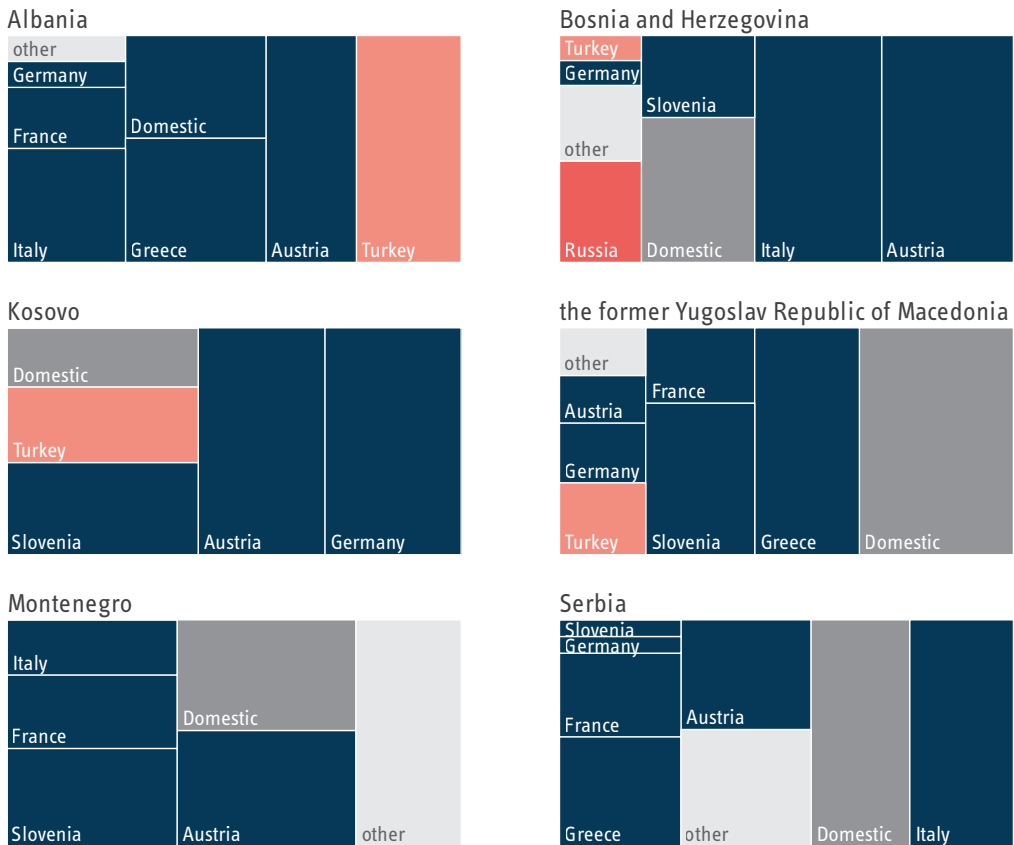 Albania
other
Germany
France
Italy
Domestic
Greece
Austria
Turkey
Bosnia and Herzegovina
Turkey
Germany
other
Russia
Slovenia
Domestic
Italy
Austria
Kosovo
Domestic
Turkey
Slovenia
Austria
Germany
the former Yugoslav Republic of Macedonia
other
Austria
Germany
Turkey
France
Slovenia
Greece
Domestic
Montenegro
Italy
France
Slovenia
Domestic
Austria
other
Serbia
Slovenia
Germany
France
Greece
Austria
other
Domestic
Italy